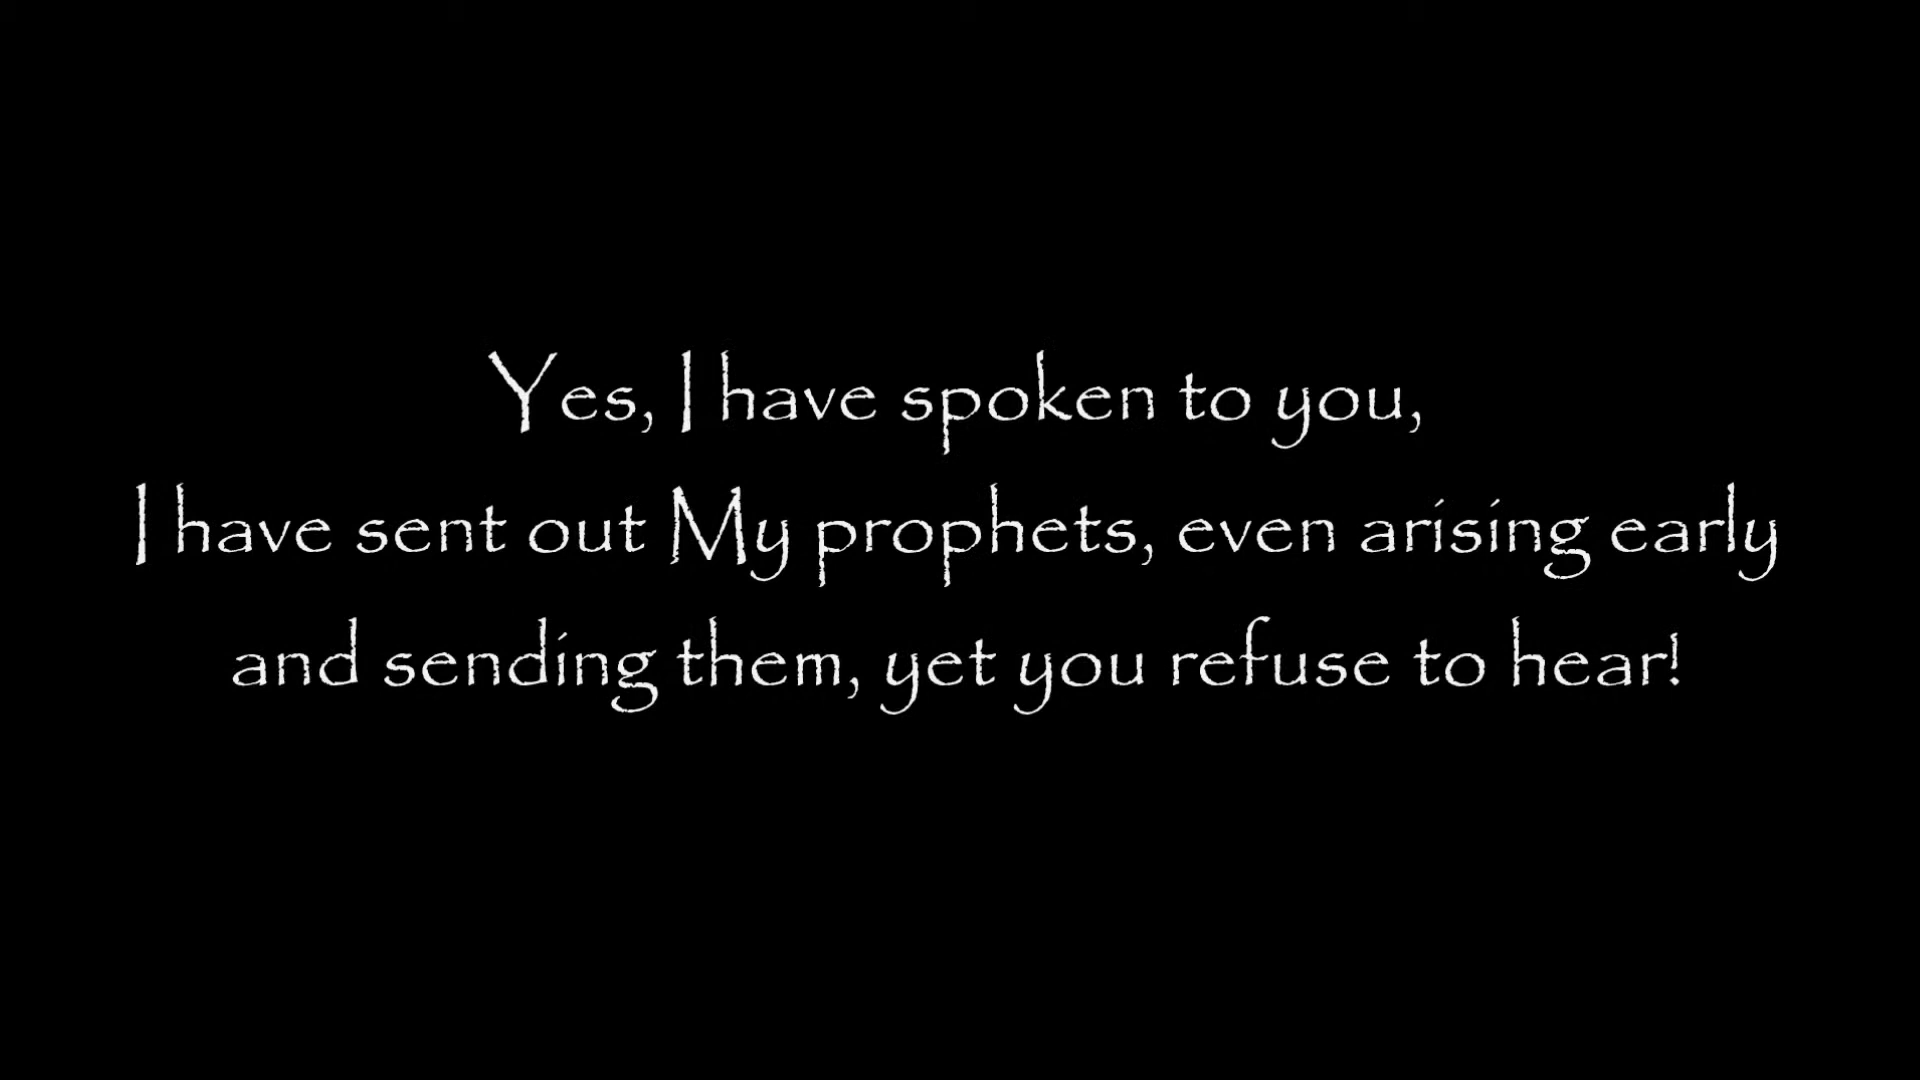 Yes, I have spoken to you,
I have sent out My prophets, even arising early
and sending them, yet you refuse to hear!